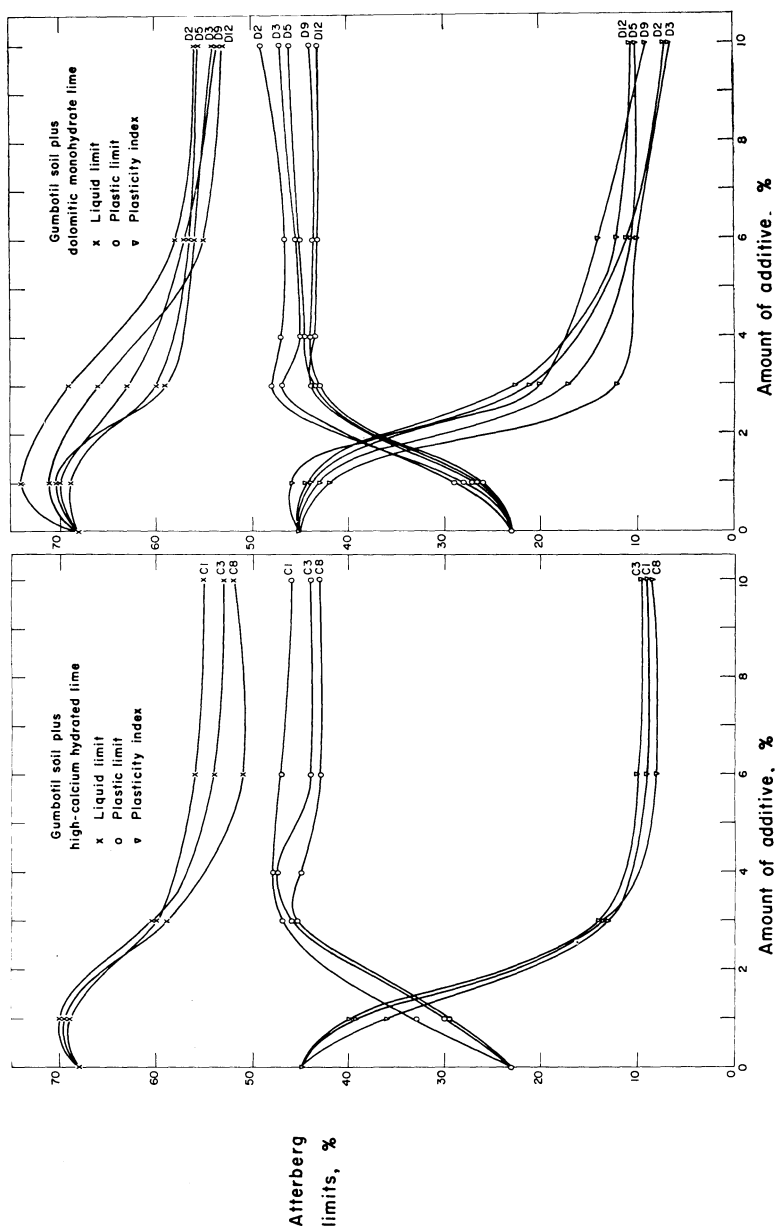 Gumbotil soil plus
high-calcium hydrated lime
x Liquid limit
o Plastic limit
▿ Plasticity index
C1
C3
C8
C1
C3
C8
C3
C1
C8
70
60
50
40
30
20
10
0
0
2
4
6
8
10
Amount of additive, %
Atterberg
limits, %
Gumbotil soil plus
dolomitic monohydrate lime
x Liquid limit
o Plastic limit
▿ Plasticity index
D2
D5
D3
D9
D12
D2
D3
D5
D9
D12
D12
D5
D9
D2
D3
70
60
50
40
30
20
10
0
0
2
4
6
8
10
Amount of additive. %